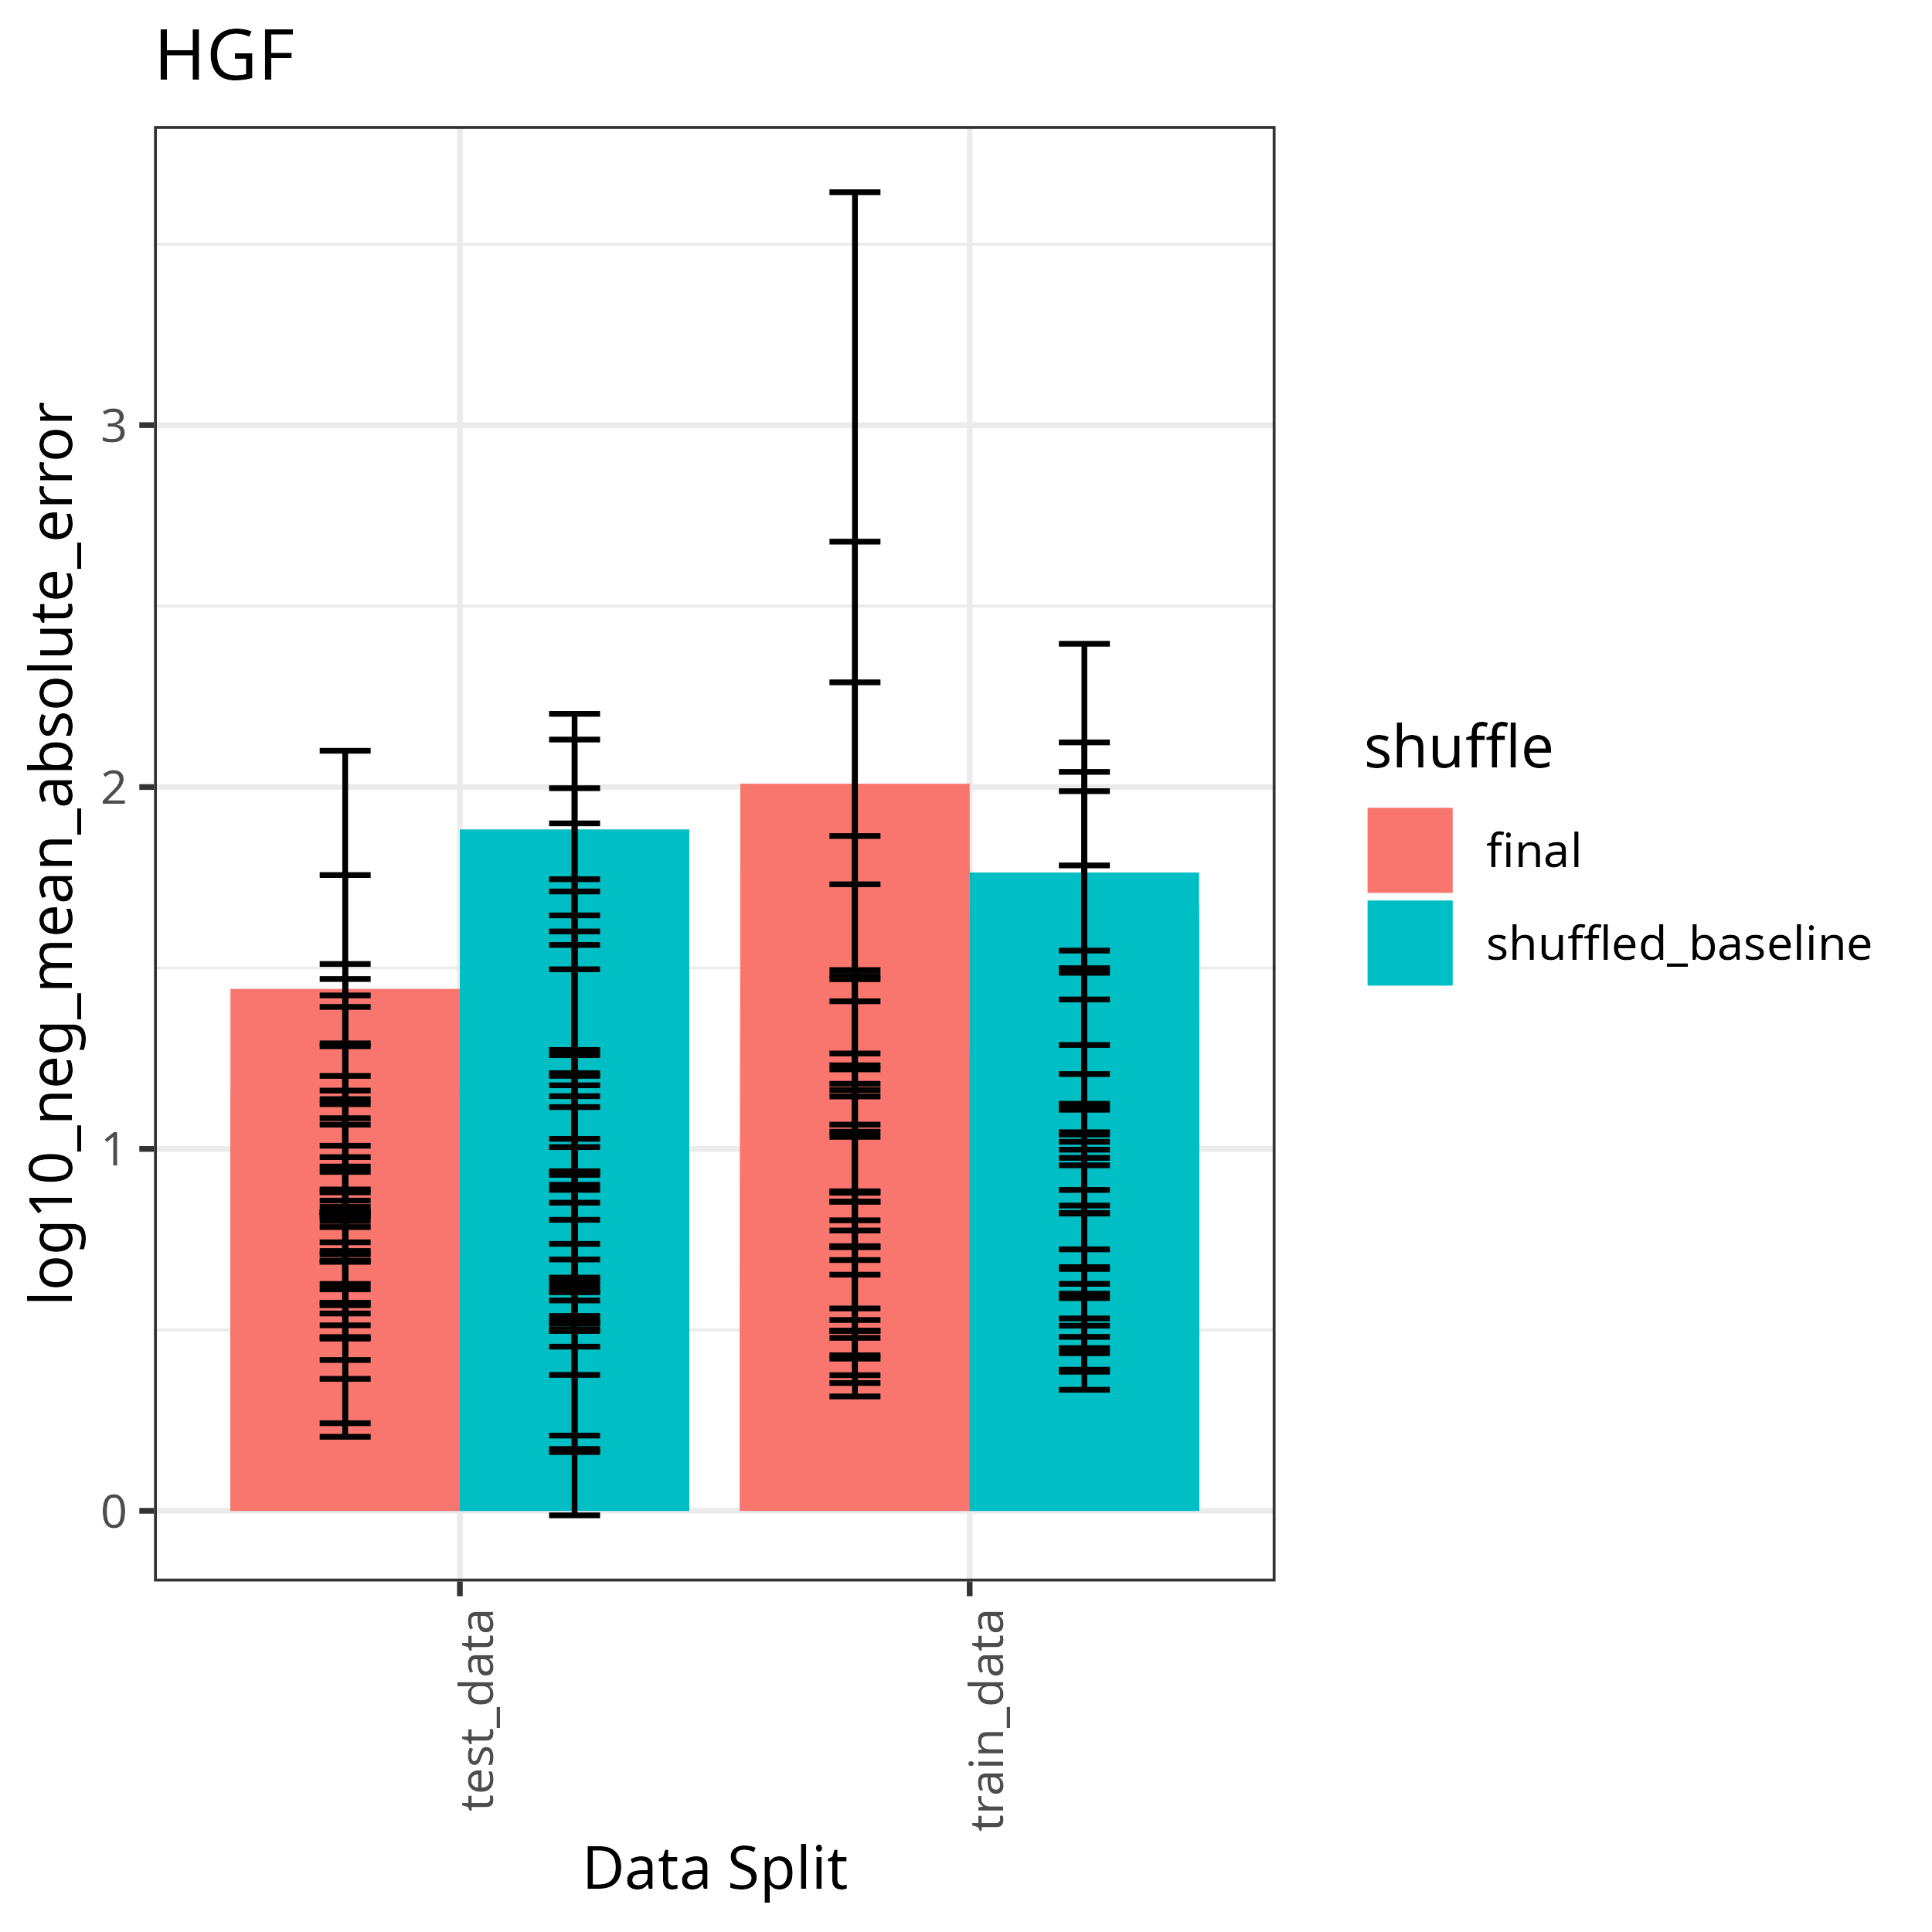 HGF
log10_neg_mean_absolute_error
3
2
1
0
test_data
train_data
Data Split
shuffle
final
shuffled_baseline